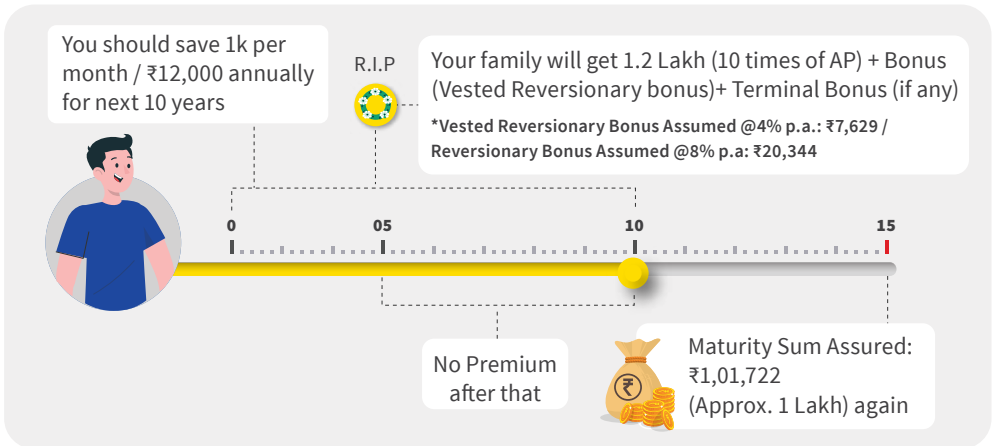 You should save 1k per
month / ₹12,000 annually
for next 10 years
R.I.P
Your family will get 1.2 Lakh (10 times of AP) + Bonus
(Vested Reversionary bonus)+ Terminal Bonus (if any)
*Vested Reversionary Bonus Assumed @4% p.a.: ₹7,629 /
Reversionary Bonus Assumed @8% p.a: ₹20,344
0
05
10
15
No Premium
after that
₹
Maturity Sum Assured:
₹1,01,722
(Approx. 1 Lakh) again